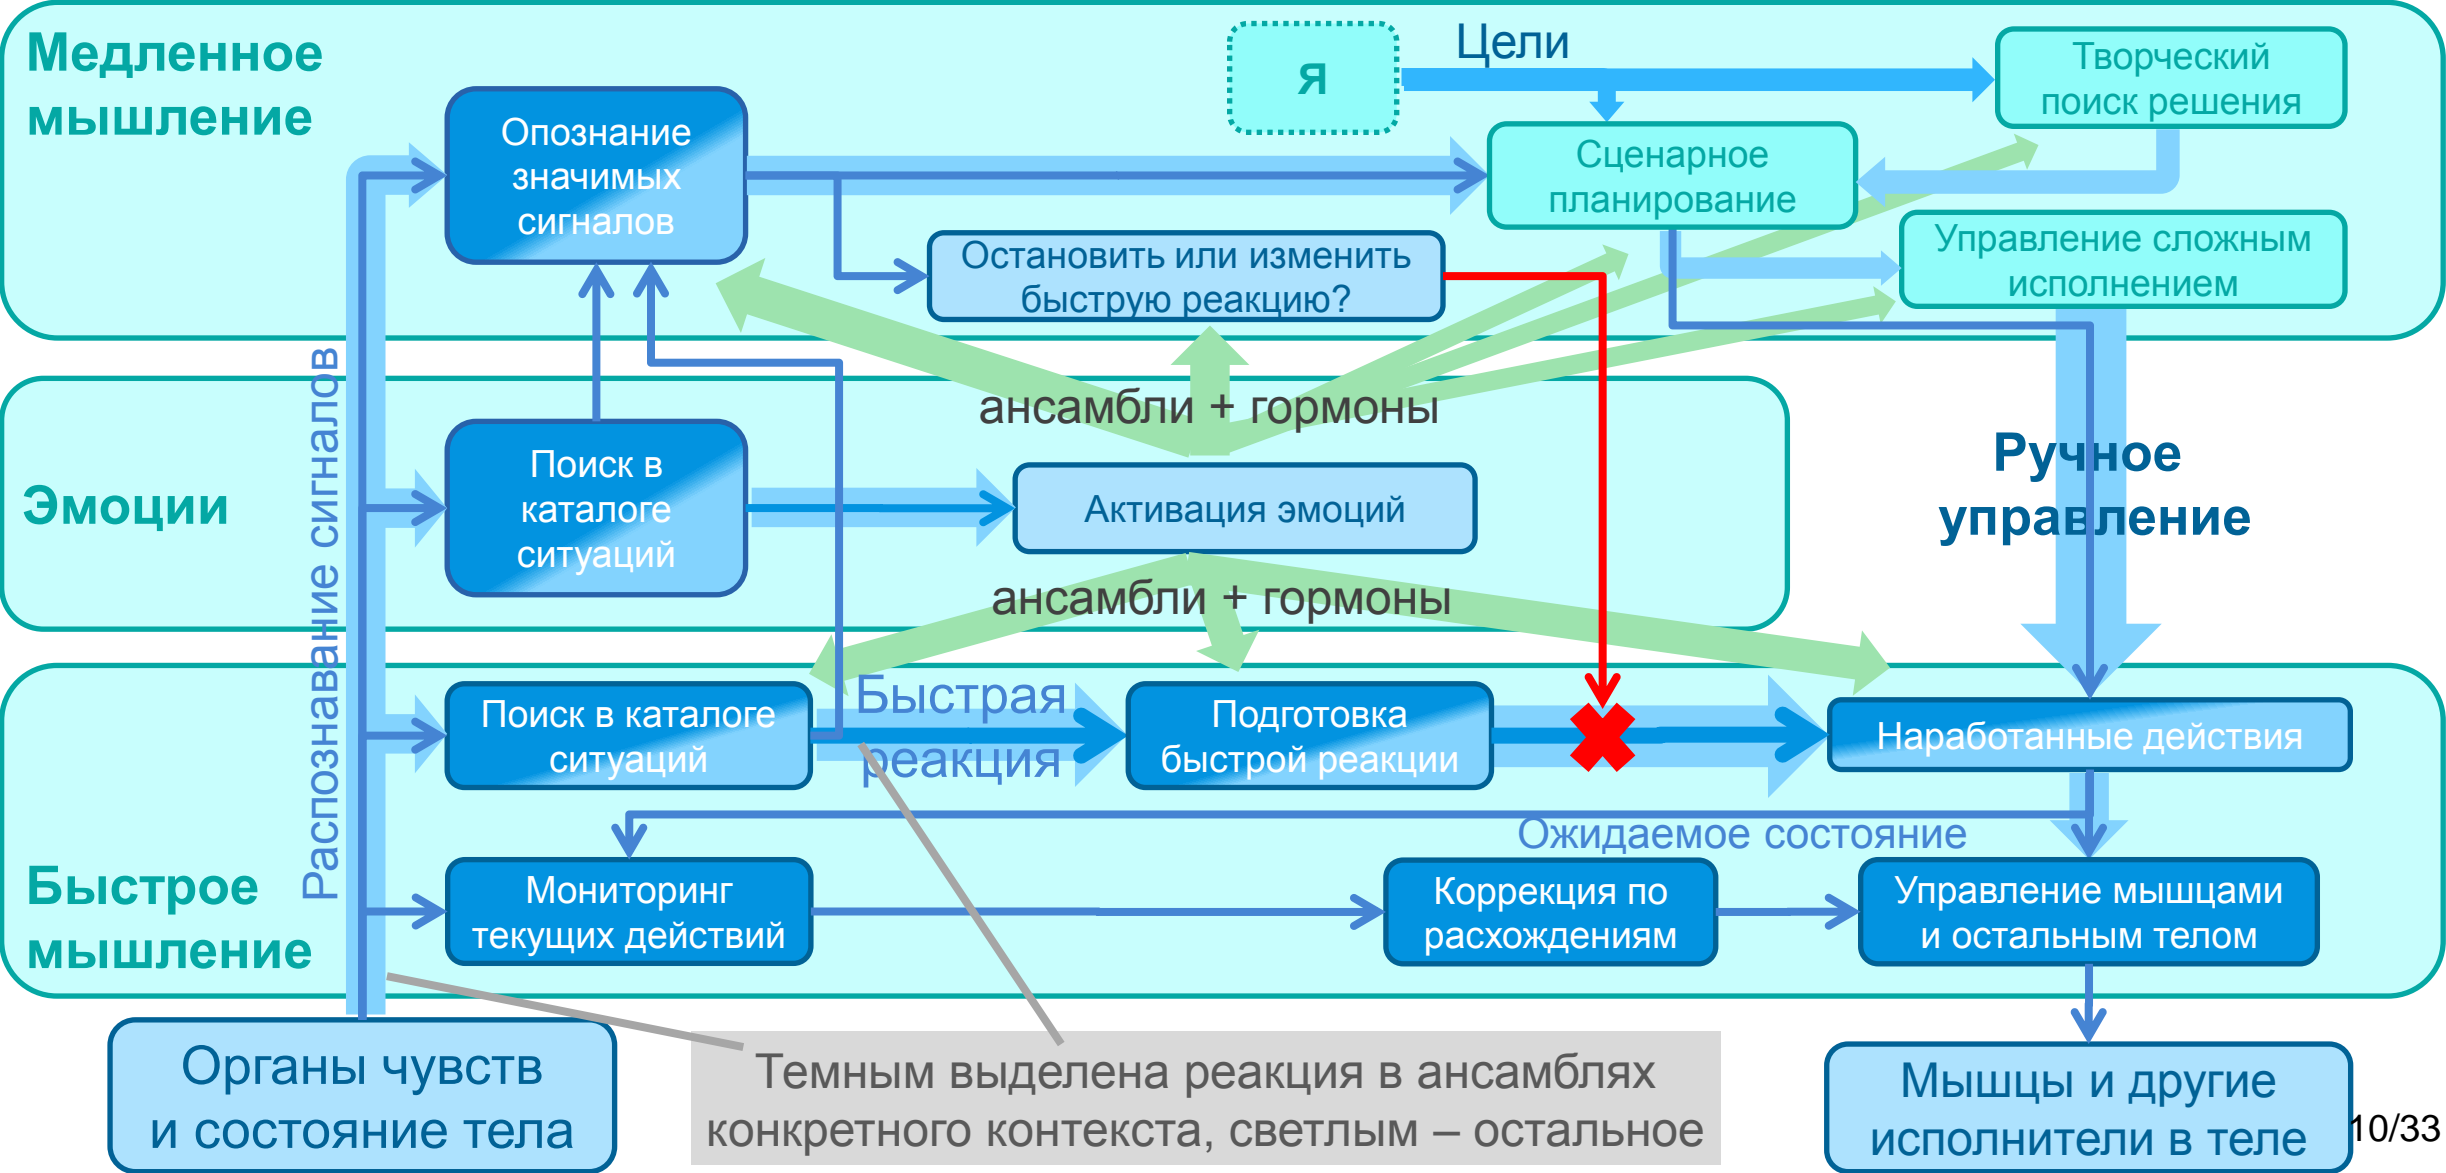 Медленное
мышление
Я
Цели
Творческий
поиск решения
Опознание
значимых
сигналов
Сценарное
планирование
Остановить или изменить
быструю реакцию?
Управление сложным
исполнением
Распознавание сигналов
ансамбли + гормоны
Эмоции
Поиск в
каталоге
ситуаций
Активация эмоций
Ручное
управление
ансамбли + гормоны
Быстрое
мышление
Поиск в каталоге
ситуаций
Быстрая
реакция
Подготовка
быстрой реакции
Наработанные действия
Ожидаемое состояние
Мониторинг
текущих действий
Коррекция по
расхождениям
Управление мышцами
и остальным телом
Органы чувств
и состояние тела
Темным выделена реакция в ансамблях
конкретного контекста, светлым – остальное
Мышцы и другие
исполнители в теле
10/33